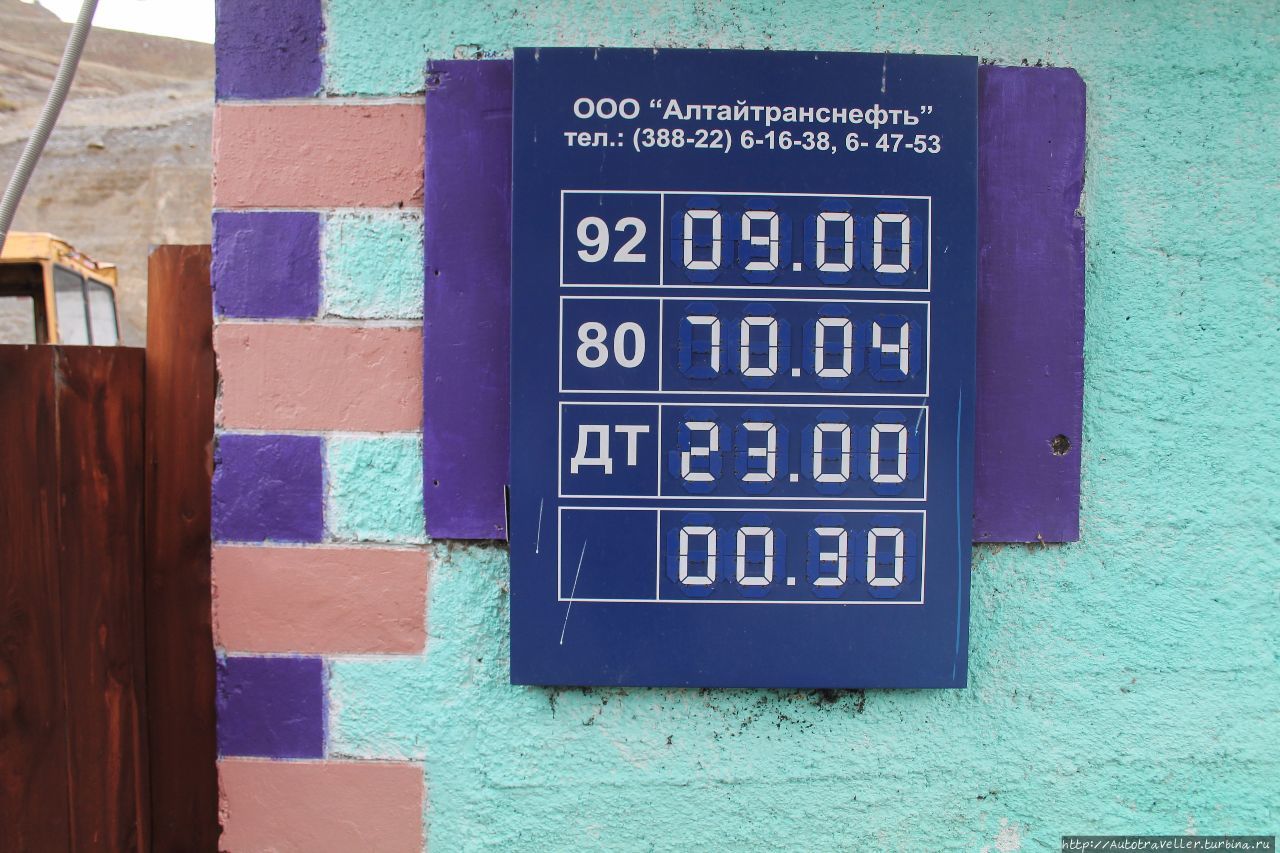 ООО “Алтайтранснефть”
тел.: (388-22) 6-16-38, 6- 47-53
92 09.00
80 70.04
ДТ 23.00
00.30
http://Autotraveller.turbina.ru